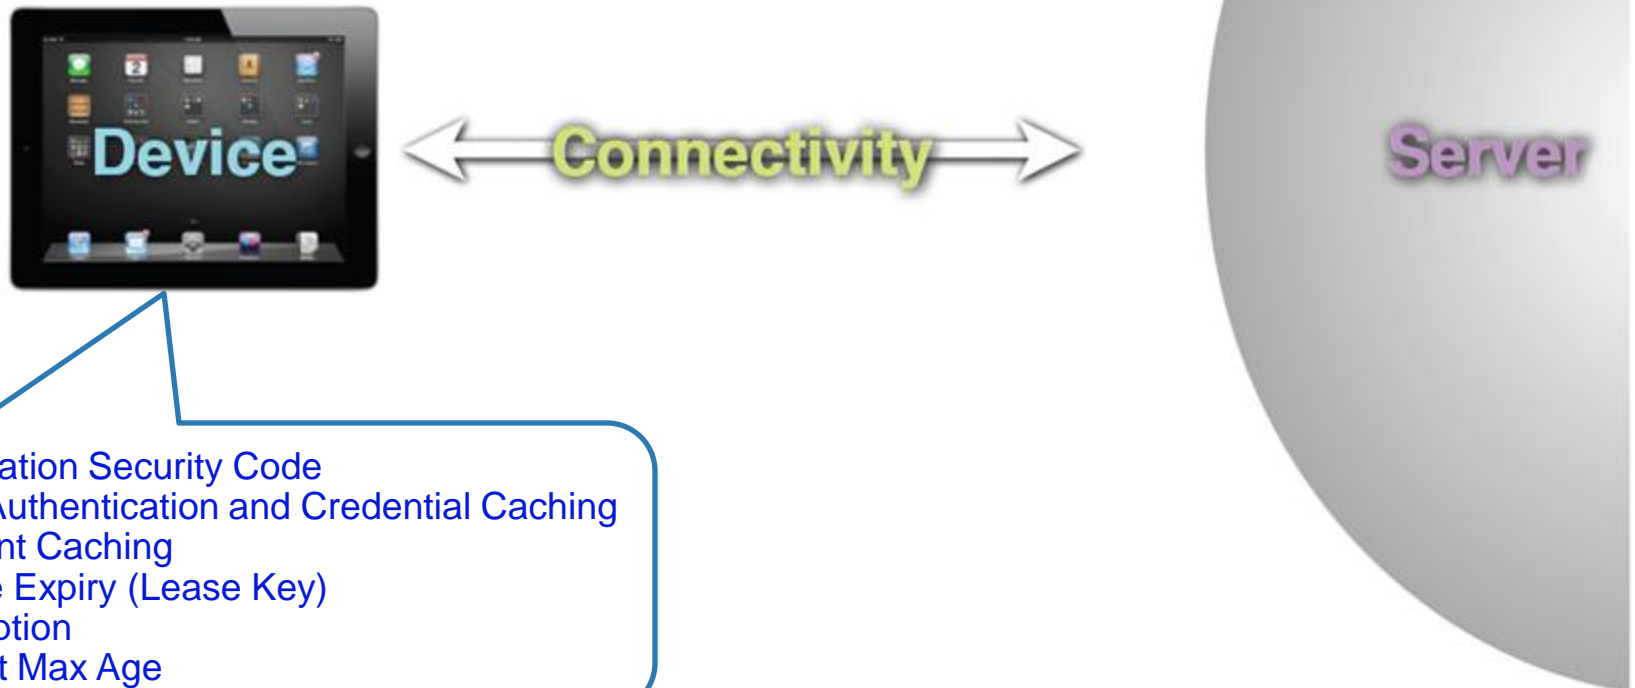 Device
Connectivity
Server
ation Security Code
Authentication and Credential Caching
nt Caching
e Expiry (Lease Key)
otion
t Max Age